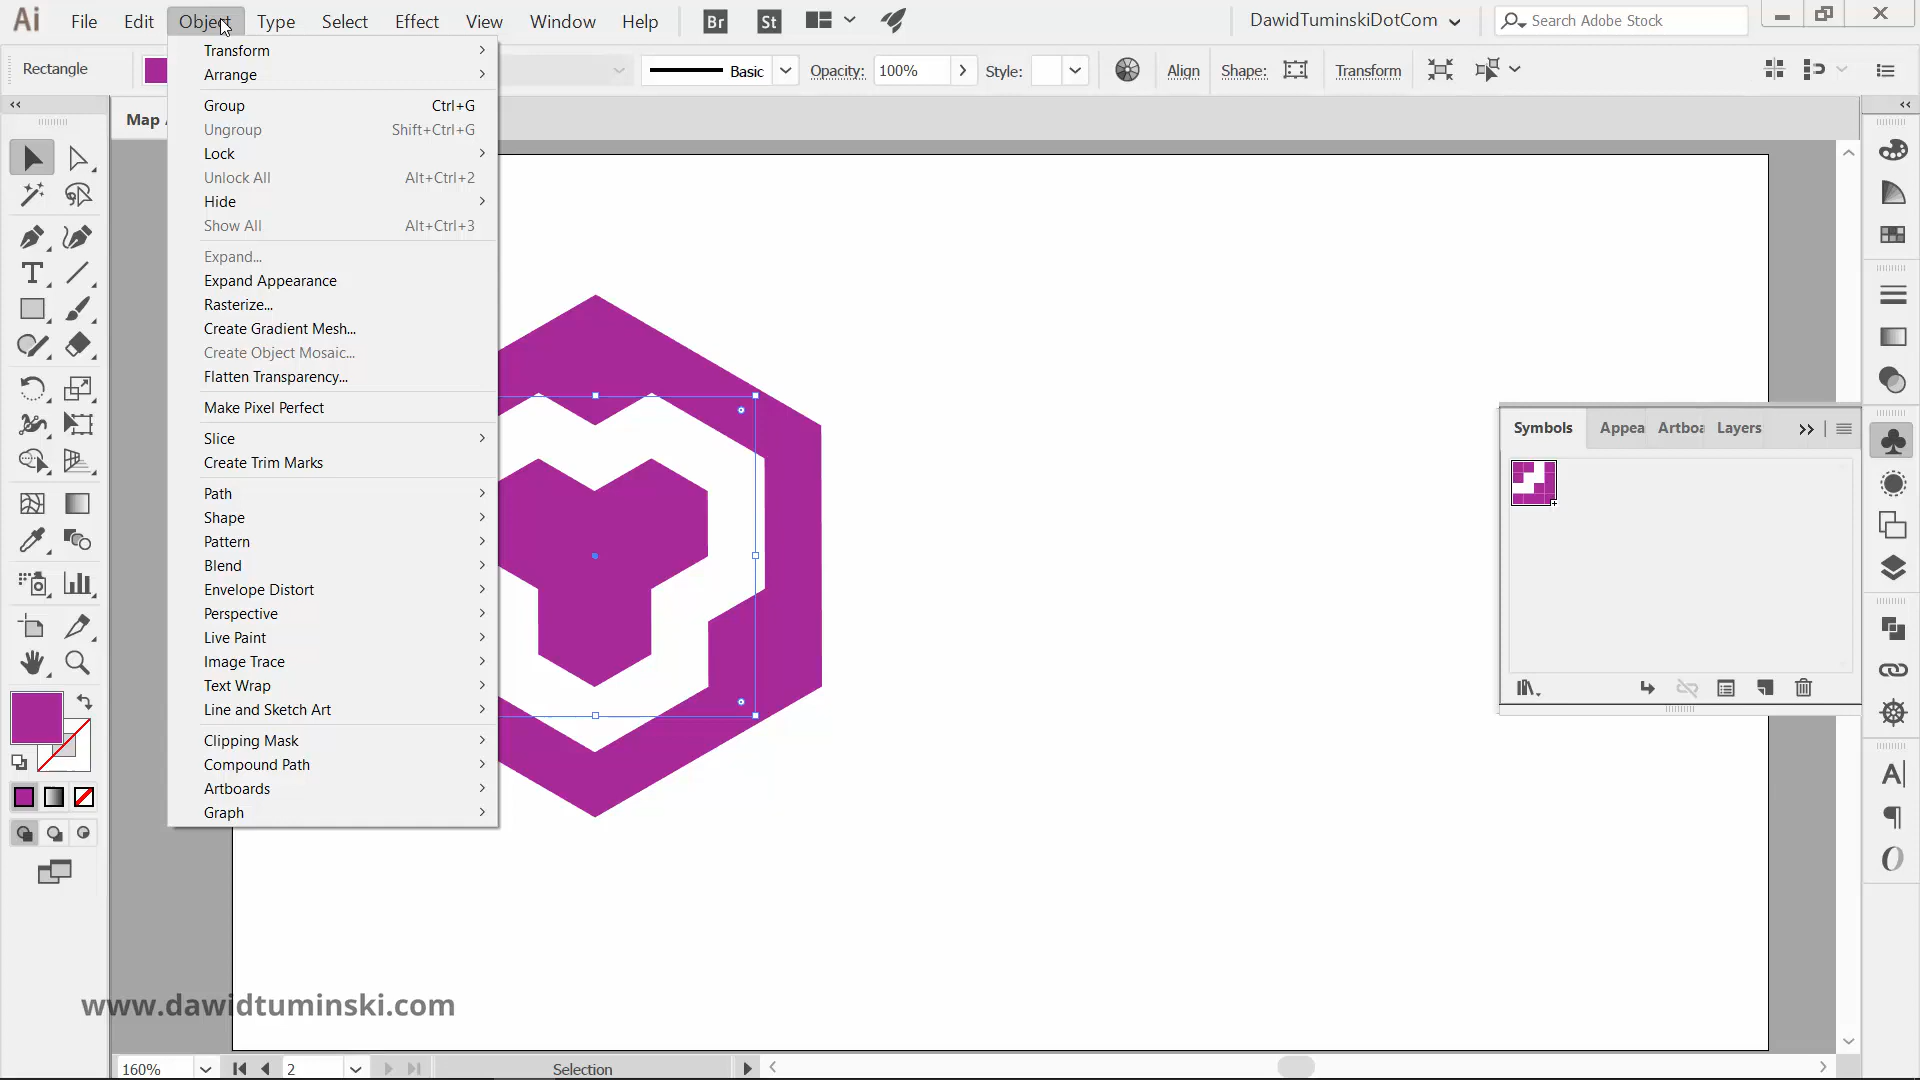 Ai File Edit Object Type Select Effect View Window Help Br St DawidTuminskiDotCom Search Adobe Stock
Rectangle Basic Opacity: 100% Style: Align Shape: Transform
Map
Transform
Arrange
Group Ctrl+G
Ungroup Shift+Ctrl+G
Lock
Unlock All Alt+Ctrl+2
Hide
Show All Alt+Ctrl+3
Expand...
Expand Appearance
Rasterize...
Create Gradient Mesh...
Create Object Mosaic...
Flatten Transparency...
Make Pixel Perfect
Slice
Create Trim Marks
Path
Shape
Pattern
Blend
Envelope Distort
Perspective
Live Paint
Image Trace
Text Wrap
Line and Sketch Art
Clipping Mask
Compound Path
Artboards
Graph
Symbols Appea Artboa Layers
www.dawidtuminski.com
160% 2 Selection